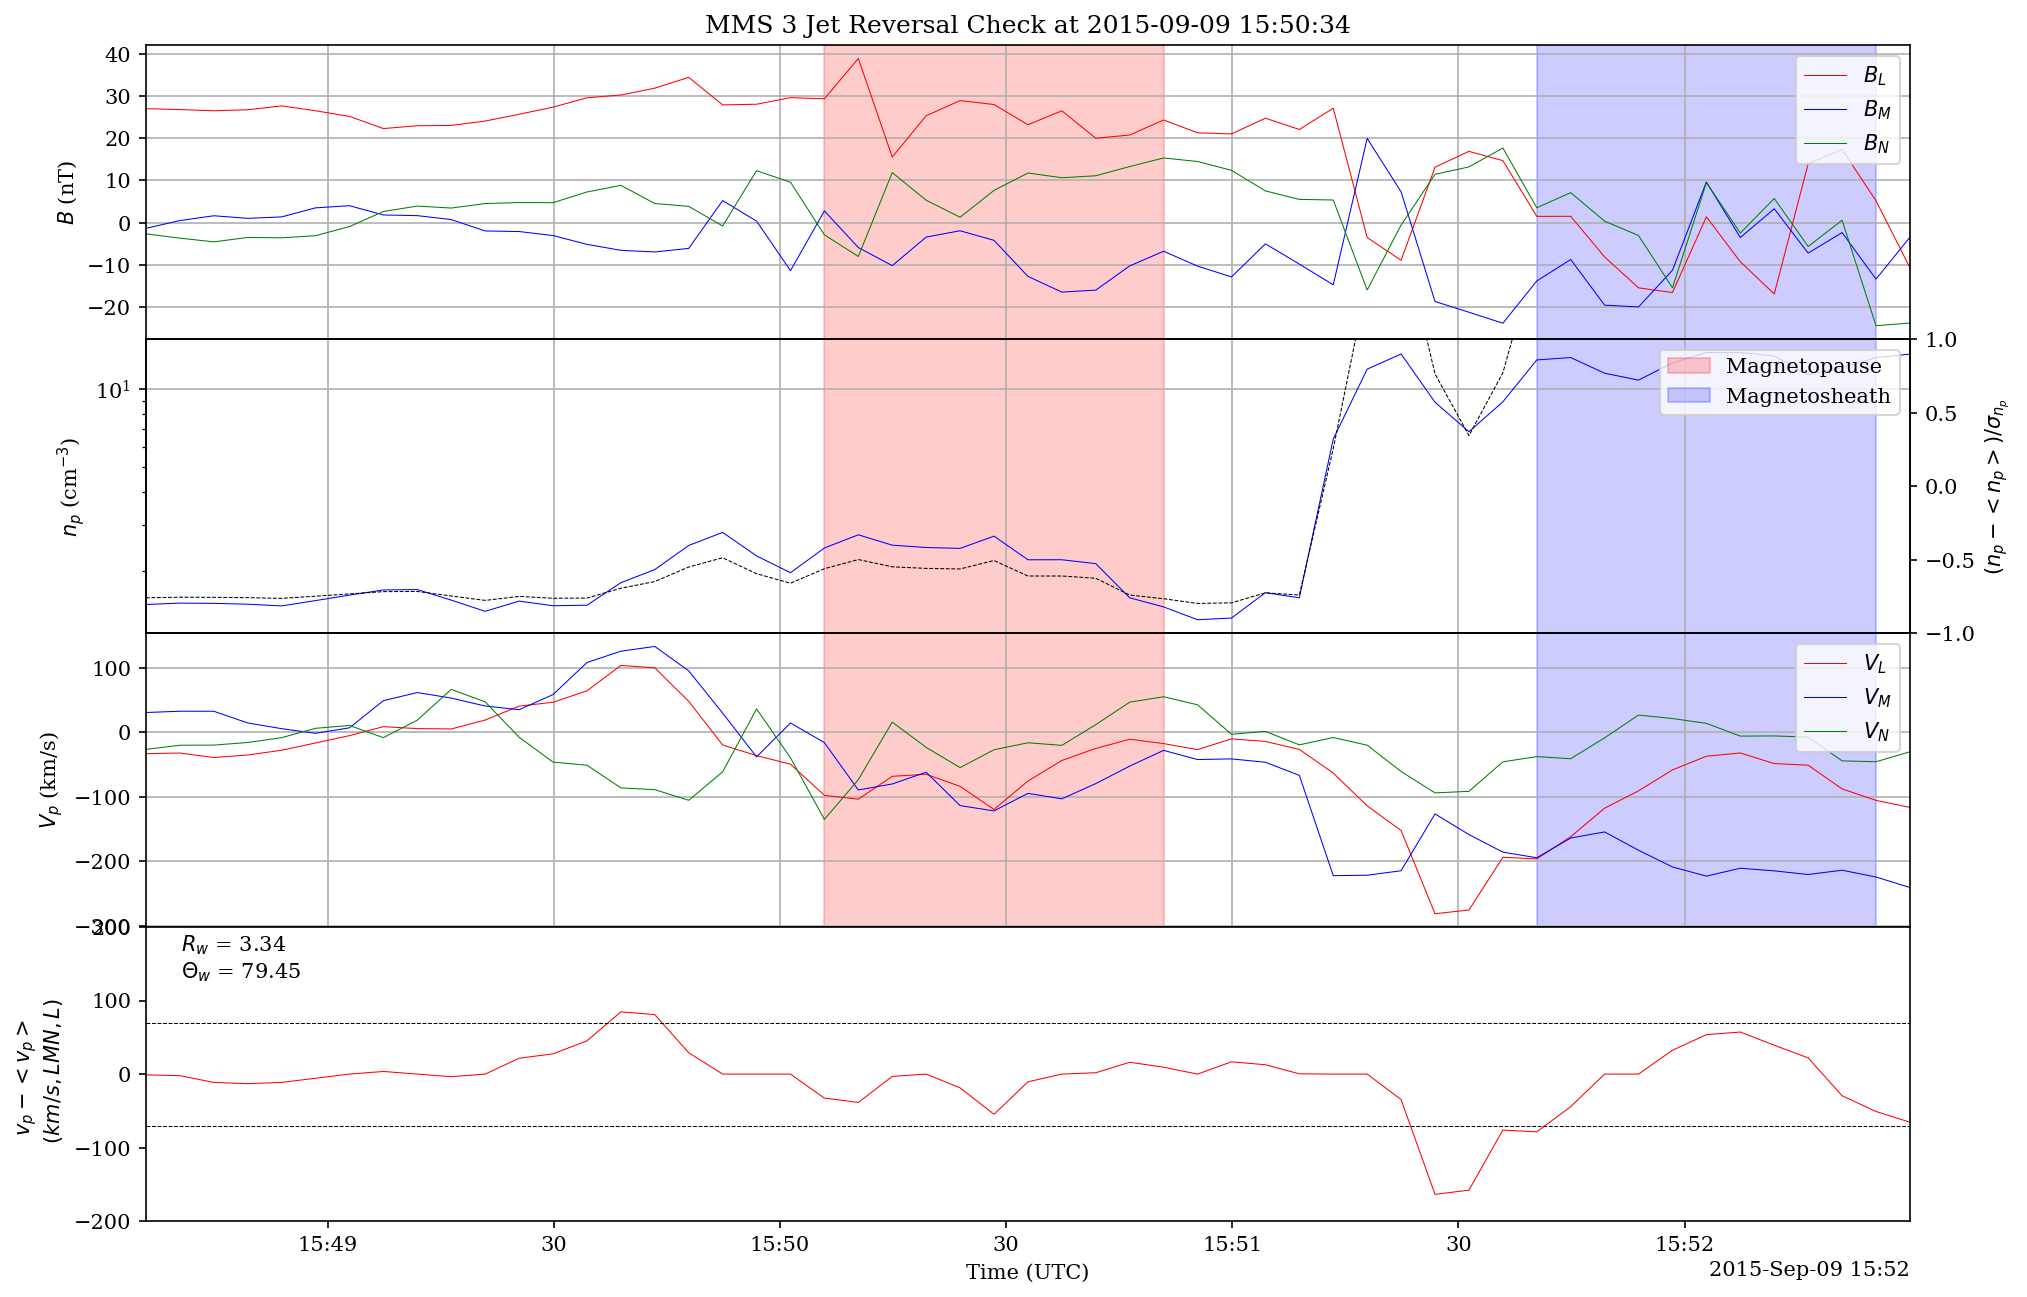 MMS 3 Jet Reversal Check at 2015-09-09 15:50:34
40
30
20
10
0
−10
−20
B (nT)
B_L
B_M
B_N
10^1
n_p (cm^{−3})
Magnetopause
Magnetosheath
1.0
0.5
0.0
−0.5
−1.0
(n_p − < n_p > )/σ_{n_p}
100
0
−100
−200
−300
V_p (km/s)
V_L
V_M
V_N
200
100
0
−100
−200
v_p − < v_p >
(km/s, LMN, L)
R_w = 3.34
Θ_w = 79.45
15:49
30
15:50
30
15:51
30
15:52
Time (UTC)
2015-Sep-09 15:52